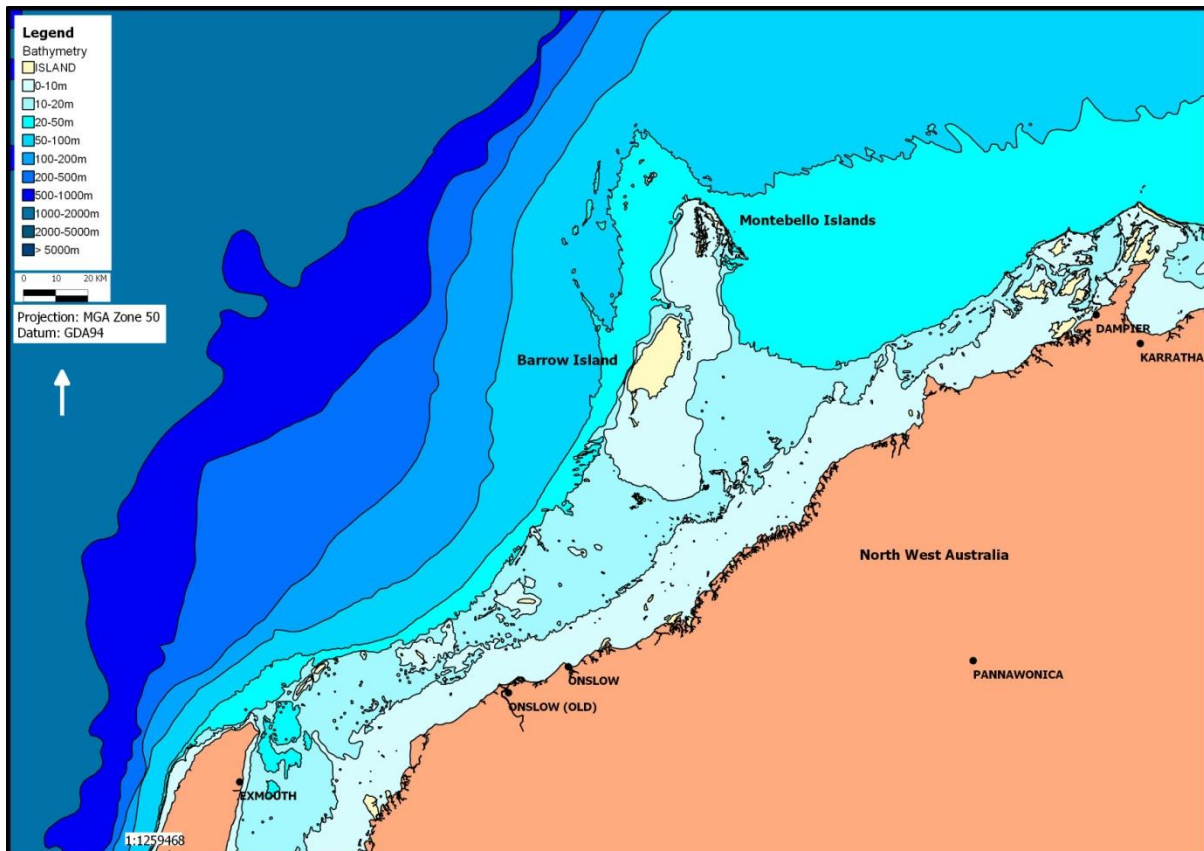 Legend
Bathymetry
ISLAND
0-10m
10-20m
20-50m
50-100m
100-200m
200-500m
500-1000m
1000-2000m
2000-5000m
> 5000m
0 10 20 KM
Projection: MGA Zone 50
Datum: GDA94
Montebello Islands
Barrow Island
DAMPIER
KARRATHA
North West Australia
PANNAWONICA
ONSLOW
ONSLOW (OLD)
EXMOUTH
1:1259468